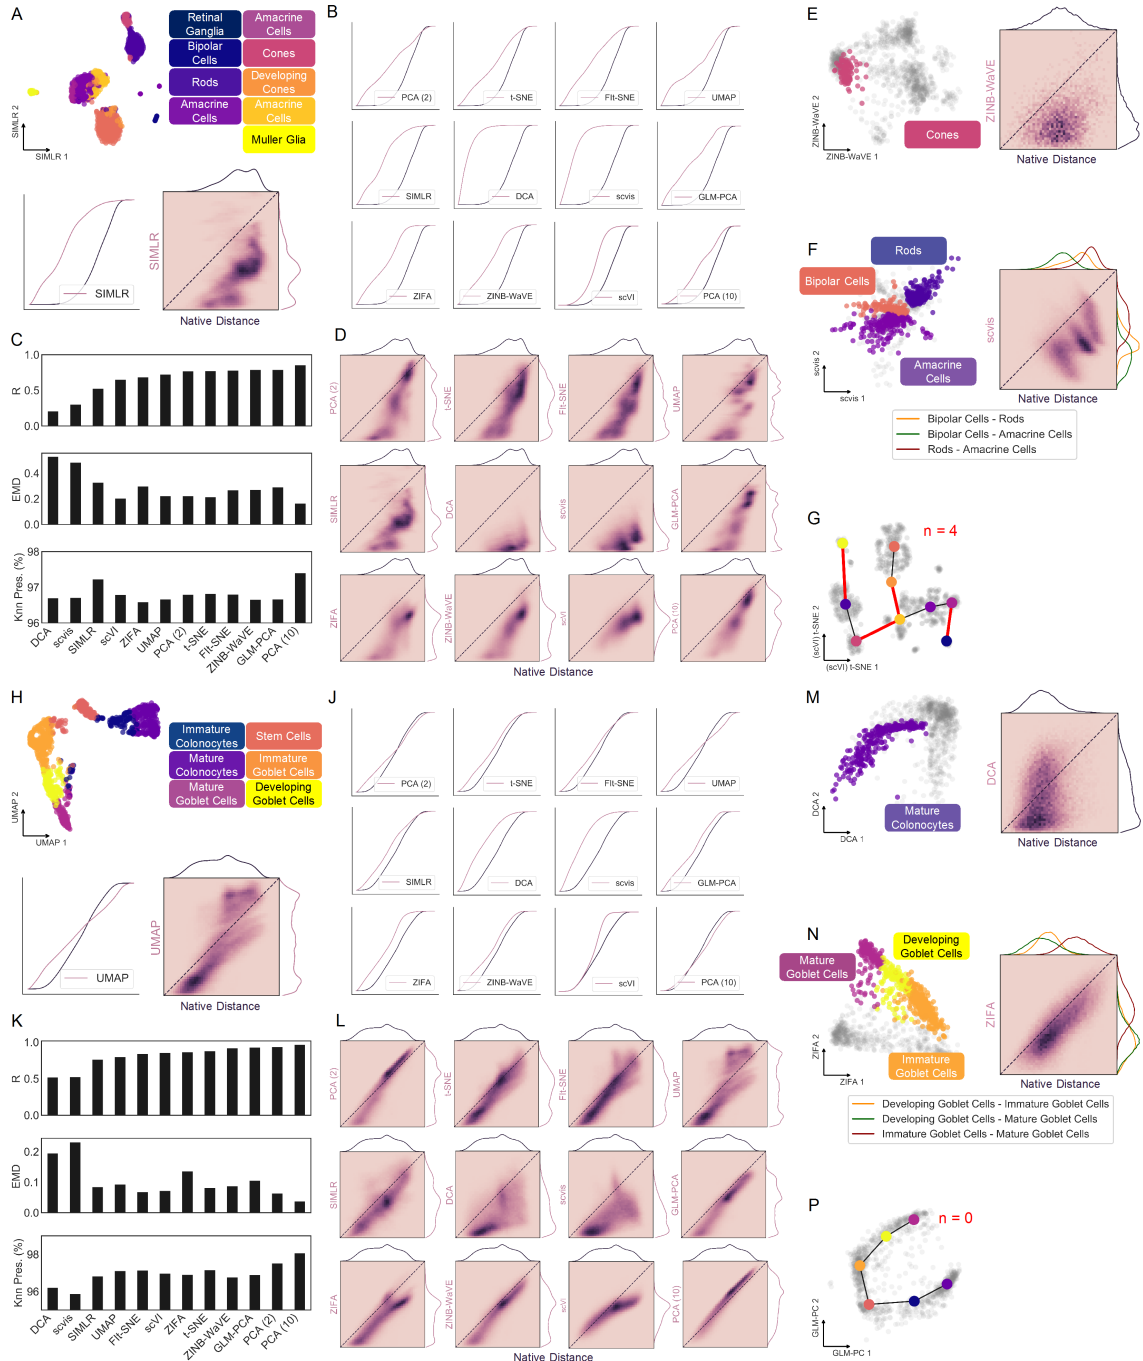 A
Retinal
Ganglia
Amacrine
Cells
Bipolar
Cells
Cones
Rods
Developing
Cones
Amacrine
Cells
Amacrine
Cells
Muller Glia
SIMLR 2
SIMLR 1
SIMLR
SIMLR
Native Distance
B
PCA (2)
t-SNE
FIt-SNE
UMAP
SIMLR
DCA
scvis
GLM-PCA
ZIFA
ZINB-WaVE
scVI
PCA (10)
C
1.0
0.5
0.0
R
0.4
0.2
0.0
EMD
98
97
96
Knn Pres. (%)
DCA
scvis
SIMLR
scVI
ZIFA
UMAP
PCA (2)
t-SNE
FIt-SNE
ZINB-WaVE
GLM-PCA
PCA (10)
D
PCA (2)
t-SNE
FIt-SNE
UMAP
SIMLR
DCA
scvis
GLM-PCA
ZIFA
ZINB-WaVE
scVI
PCA (10)
Native Distance
E
ZINB-WaVE 2
ZINB-WaVE 1
Cones
ZINB-WaVE
Native Distance
F
Rods
Bipolar Cells
Amacrine
Cells
scvis 2
scvis 1
scvis
Native Distance
Bipolar Cells - Rods
Bipolar Cells - Amacrine Cells
Rods - Amacrine Cells
G
n = 4
(scVI) t-SNE 2
(scVI) t-SNE 1
H
Immature
Colonocytes
Stem Cells
Mature
Colonocytes
Immature
Goblet Cells
Mature
Goblet Cells
Developing
Goblet Cells
UMAP 2
UMAP 1
UMAP
UMAP
Native Distance
J
PCA (2)
t-SNE
FIt-SNE
UMAP
SIMLR
DCA
scvis
GLM-PCA
ZIFA
ZINB-WaVE
scVI
PCA (10)
K
1.0
0.5
0.0
R
0.2
0.1
0.0
EMD
98
96
Knn Pres. (%)
DCA
scvis
SIMLR
UMAP
FIt-SNE
scVI
ZIFA
t-SNE
ZINB-WaVE
GLM-PCA
PCA (2)
PCA (10)
L
PCA (2)
t-SNE
FIt-SNE
UMAP
SIMLR
DCA
scvis
GLM-PCA
ZIFA
ZINB-WaVE
scVI
PCA (10)
Native Distance
M
Mature
Colonocytes
DCA 2
DCA 1
DCA
Native Distance
N
Developing
Goblet Cells
Mature
Goblet Cells
Immature
Goblet Cells
ZIFA 2
ZIFA 1
ZIFA
Native Distance
Developing Goblet Cells - Immature Goblet Cells
Developing Goblet Cells - Mature Goblet Cells
Immature Goblet Cells - Mature Goblet Cells
P
n = 0
GLM-PC 2
GLM-PC 1